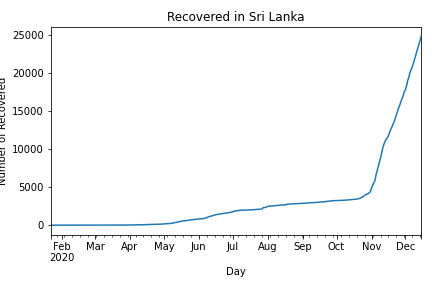 Recovered in Sri Lanka
25000
20000
15000
10000
5000
0
Number of Recovered
Feb Mar Apr May Jun Jul Aug Sep Oct Nov Dec
2020
Day